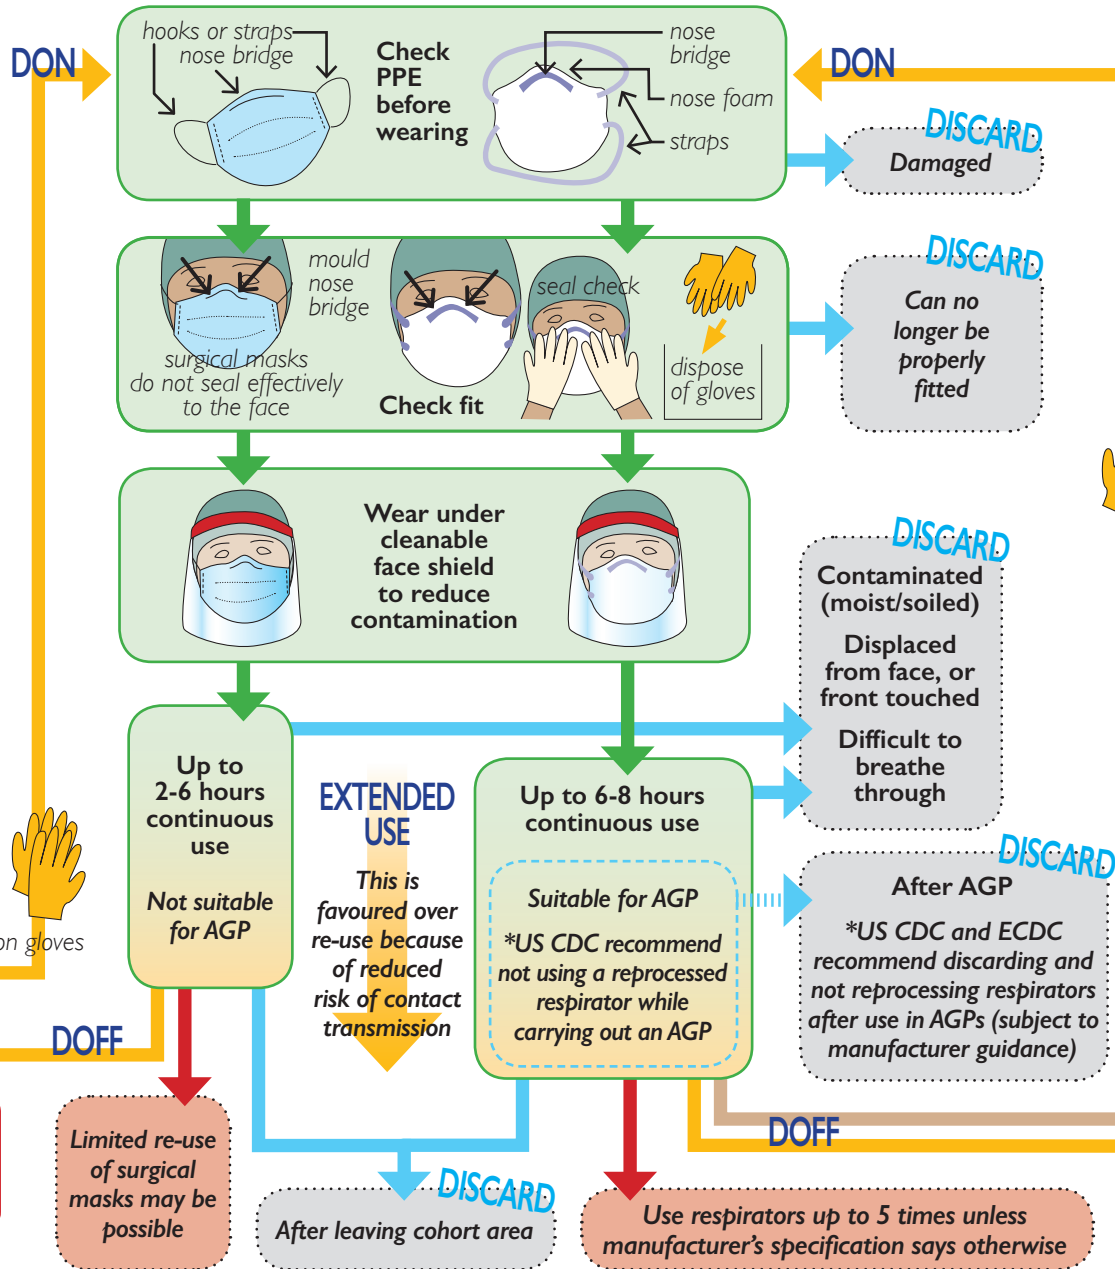 DON
hooks or straps
nose bridge
Check
PPE
before
wearing
nose
bridge
nose foam
straps
DON
DISCARD
Damaged
mould
nose
bridge
surgical masks
do not seal effectively
to the face
Check fit
seal check
dispose
of gloves
DISCARD
Can no
longer be
properly
fitted
Wear under
cleanable
face shield
to reduce
contamination
DISCARD
Contaminated
(moist/soiled)
Displaced
from face, or
front touched
Difficult to
breathe
through
Up to
2-6 hours
continuous
use
Not suitable
for AGP
EXTENDED
USE
This is
favoured over
re-use because
of reduced
risk of contact
transmission
Up to 6-8 hours
continuous use
Suitable for AGP
*US CDC recommend
not using a reprocessed
respirator while
carrying out an AGP
DISCARD
After AGP
*US CDC and ECDC
recommend discarding and
not reprocessing respirators
after use in AGPs (subject to
manufacturer guidance)
on gloves
DOFF
DOFF
Limited re-use
of surgical
masks may be
possible
DISCARD
After leaving cohort area
Use respirators up to 5 times unless
manufacturer's specification says otherwise